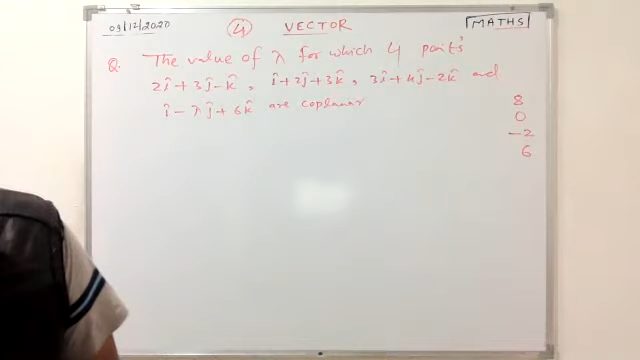 03/12/2020
4 VECTOR
MATHS
Q. The value of λ for which 4 points
2î+3ĵ-k̂, î+2ĵ+3k̂, 3î+4ĵ-2k̂ and
î-λĵ+6k̂ are coplanar
8
0
-2
6